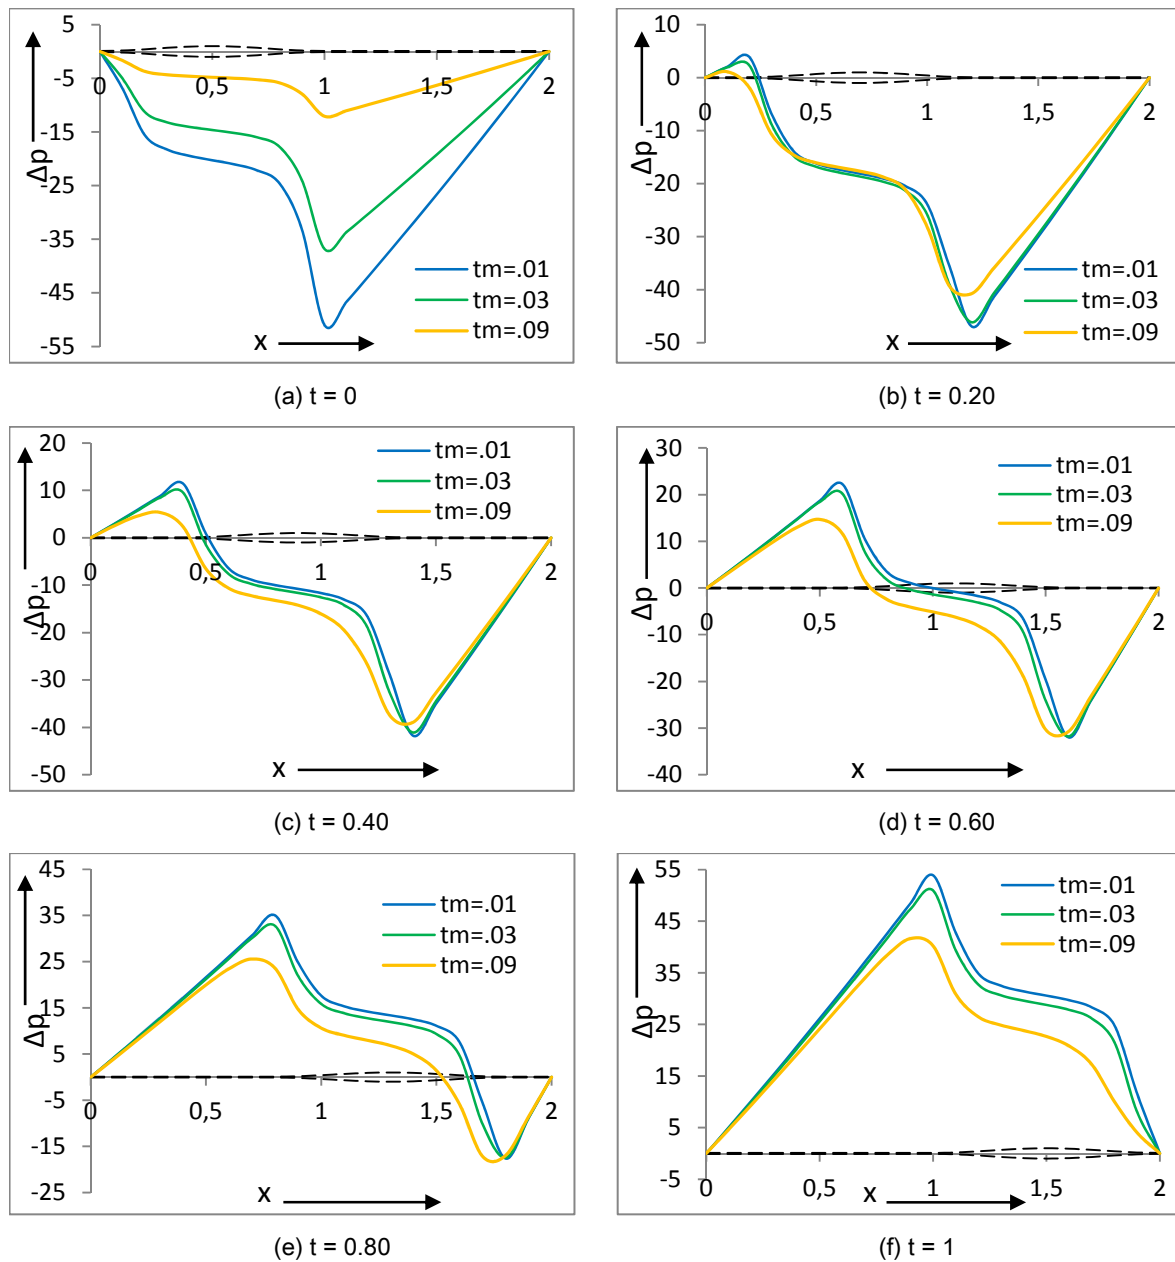 5
0
-5
-15
-25
-35
-45
-55
Δp
0
0,5
1
1,5
2
tm=.01
tm=.03
tm=.09
x
(a) t = 0
10
0
-10
-20
-30
-40
-50
Δp
0
0,5
1
1,5
2
tm=.01
tm=.03
tm=.09
x
(b) t = 0.20
20
10
0
-10
-20
-30
-40
-50
Δp
0
0,5
1
1,5
2
tm=.01
tm=.03
tm=.09
x
(c) t = 0.40
30
20
10
0
-10
-20
-30
-40
Δp
0
0,5
1
1,5
2
tm=.01
tm=.03
tm=.09
x
(d) t = 0.60
45
35
25
15
5
-5
-15
-25
Δp
0
0,5
1
1,5
2
tm=.01
tm=.03
tm=.09
x
(e) t = 0.80
55
45
35
25
15
5
-5
Δp
0
0,5
1
1,5
2
tm=.01
tm=.03
tm=.09
x
(f) t = 1